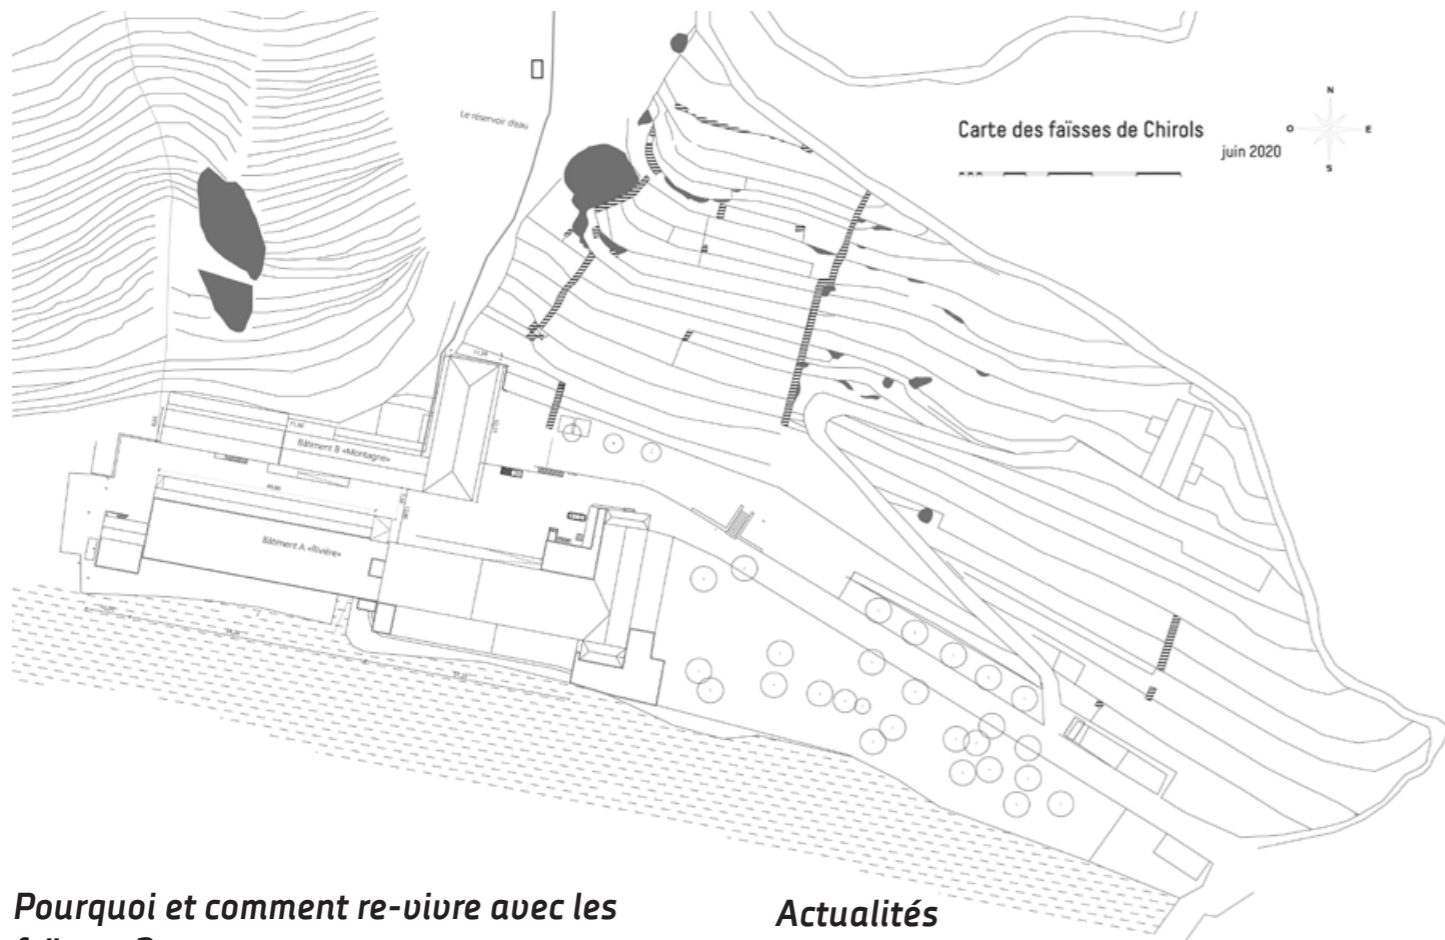 N
Le réservoir d'eau
Carte des faïsses de Chirols
O
E
juin 2020
S
Bâtiment B «Montagne»
Bâtiment A «Rivière»
Pourquoi et comment re-vivre avec les
Actualités